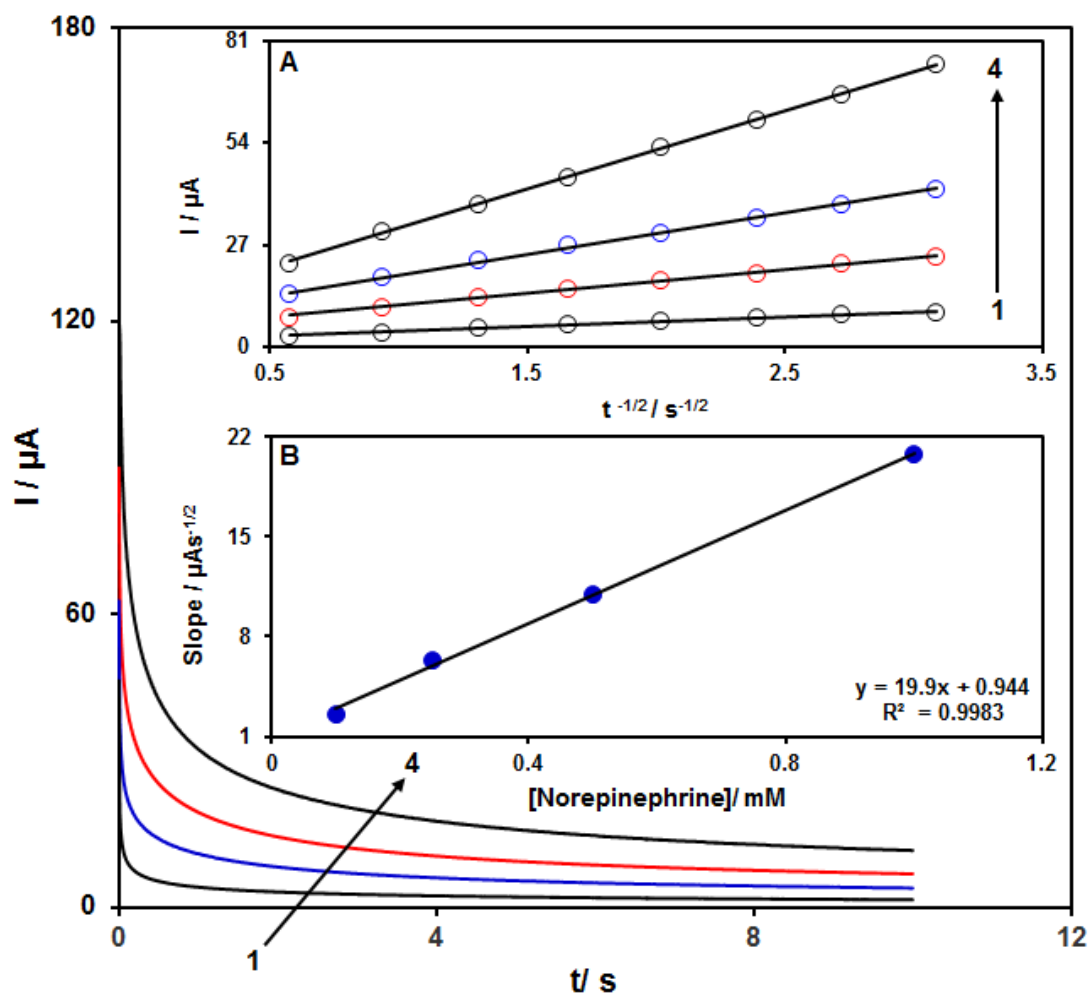 180
120
60
0
I / µA
0
4
8
12
t/ s
1
4
A
81
54
27
0
I / µA
0.5
1.5
2.5
3.5
t -1/2 / s-1/2
4
1
B
22
15
8
1
Slope / µAs-1/2
y = 19.9x + 0.944
R² = 0.9983
0
0.4
0.8
1.2
[Norepinephrine]/ mM